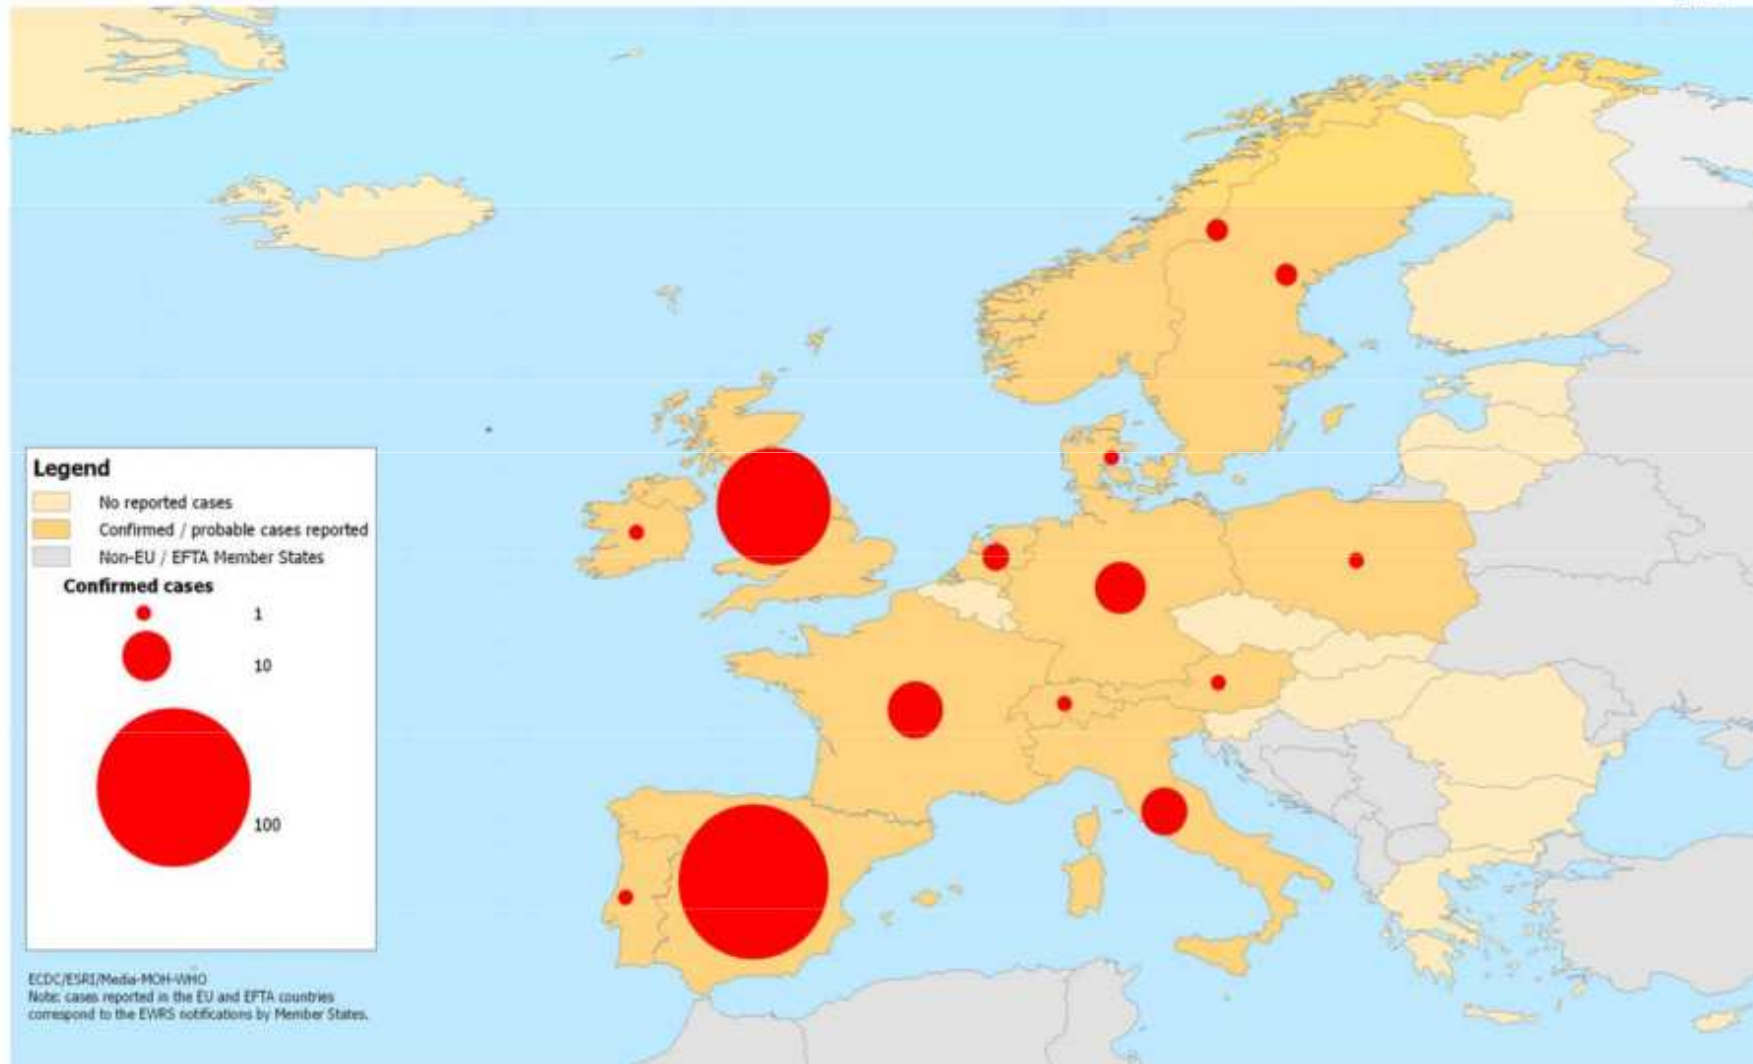 Legend
No reported cases
Confirmed / probable cases reported
Non-EU / EFTA Member States
Confirmed cases
1
10
100
ECDC/ESRI/Media-MOH-WHO
Note: cases reported in the EU and EFTA countries
correspond to the EWRS notifications by Member States.